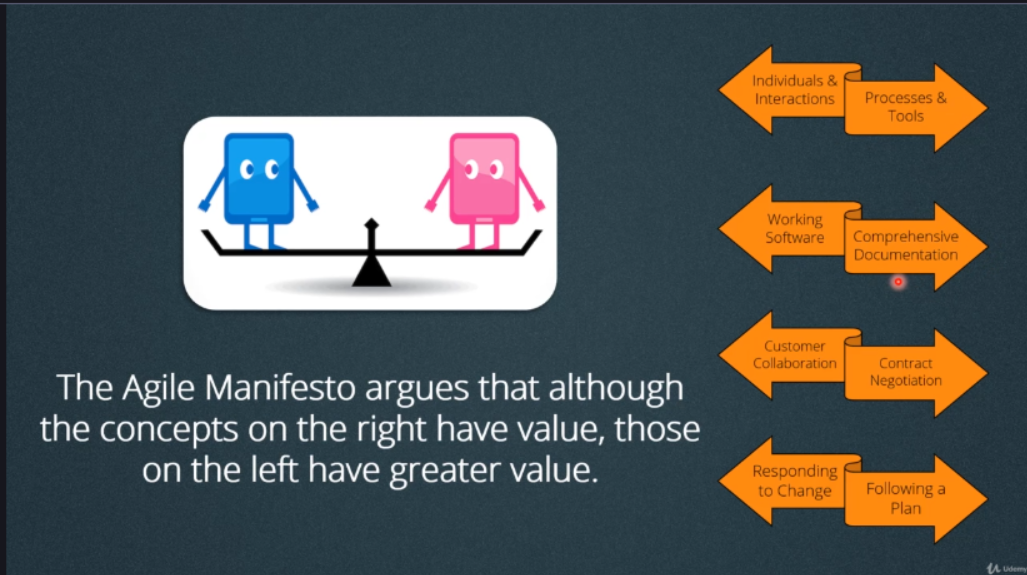 The Agile Manifesto argues that although
the concepts on the right have value, those
on the left have greater value.
Individuals &
Interactions
Processes &
Tools
Working
Software
Comprehensive
Documentation
Customer
Collaboration
Contract
Negotiation
Responding
to Change
Following a
Plan
Udemy